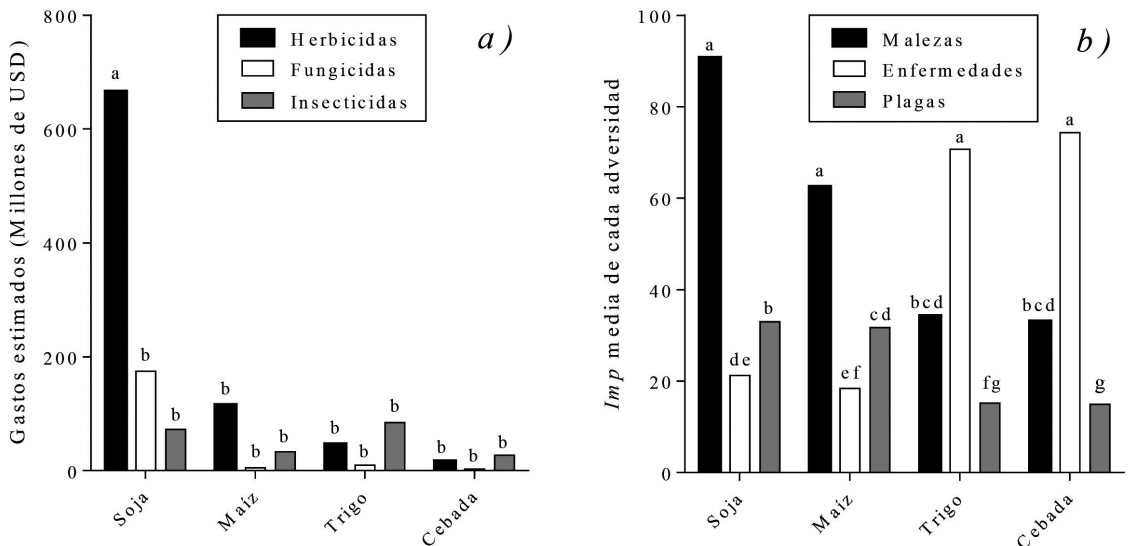 a )
Herbicidas
Fungicidas
Insecticidas
Gastos estimados (Millones de USD)
800
600
400
200
0
a
b
b
b
b
b
b
b
b
b
b
b
Soja
Maíz
Trigo
Cebada
b )
Malezas
Enfermedades
Plagas
Imp media de cada adversidad
100
80
60
40
20
0
a
de
b
a
ef
cd
bcd
a
fg
bcd
a
g
Soja
Maíz
Trigo
Cebada